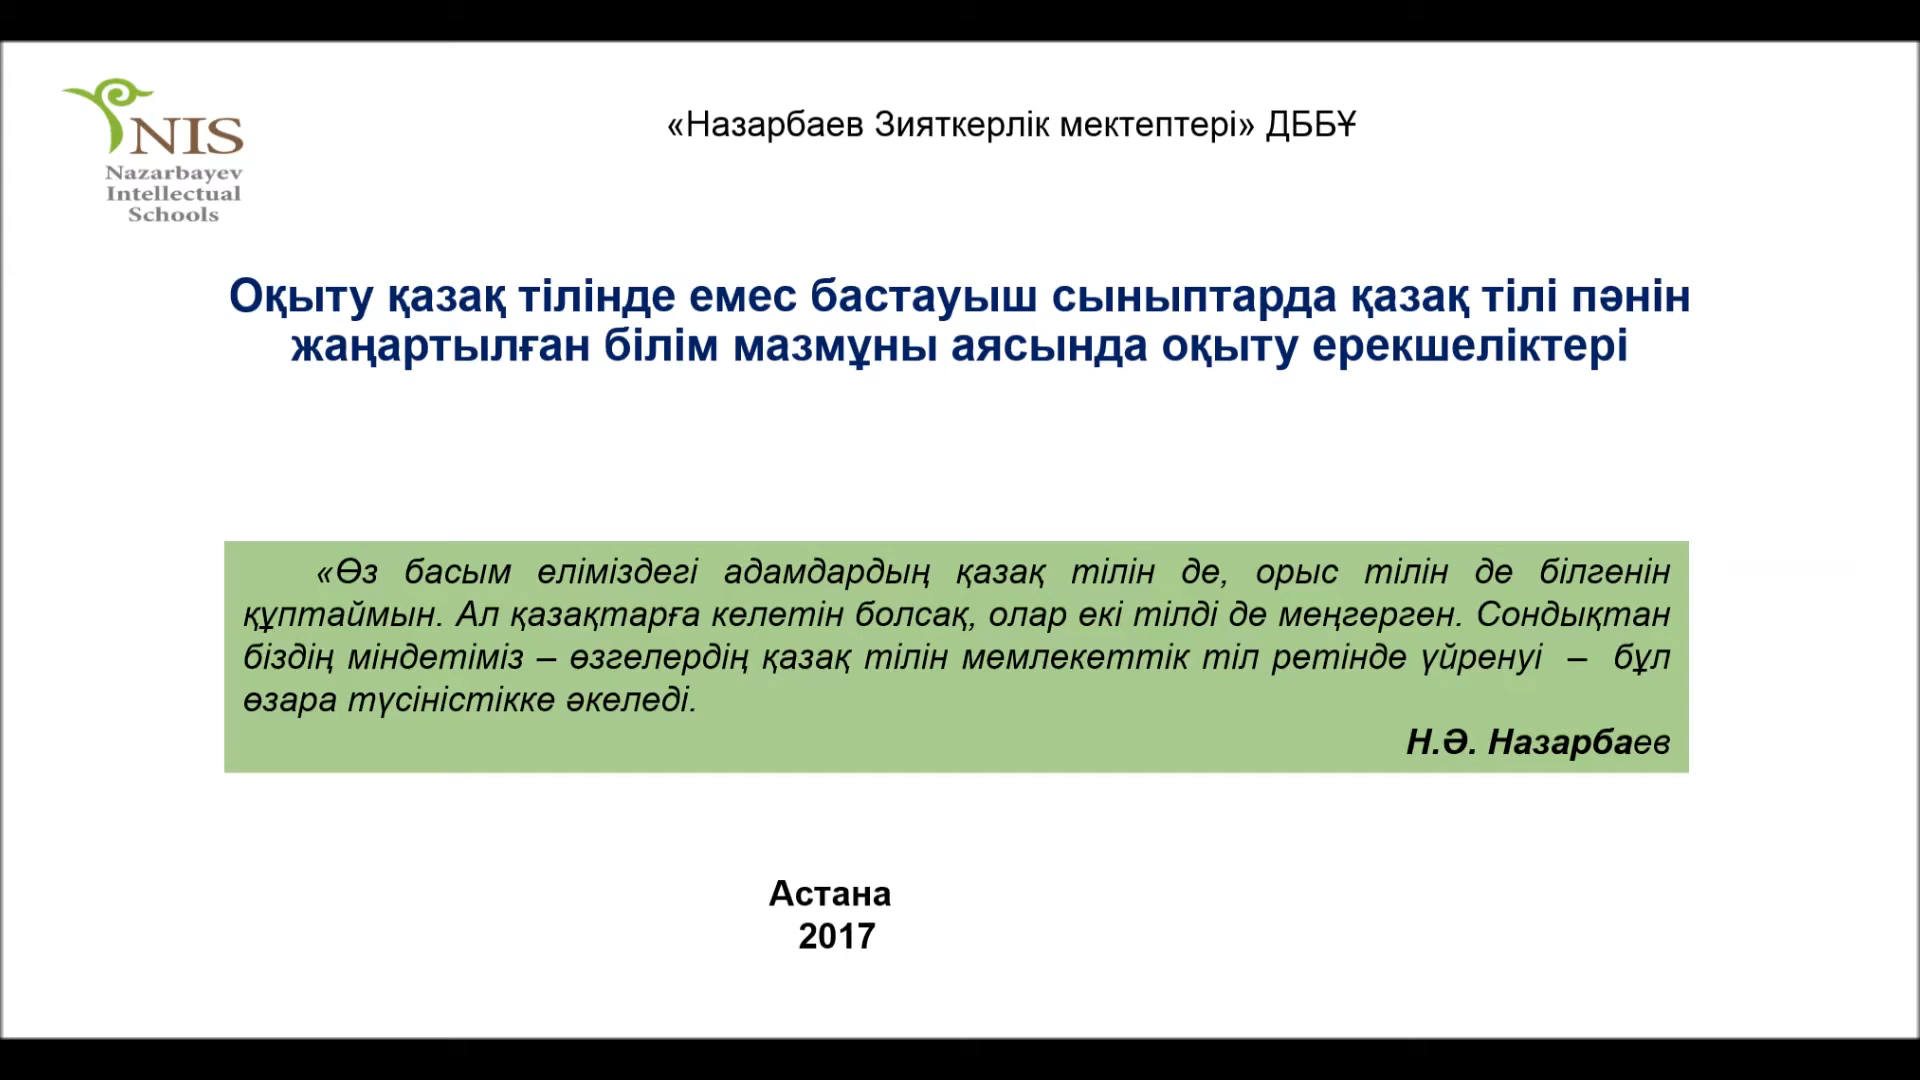 NIS
Nazarbayev
Intellectual
Schools
«Назарбаев Зияткерлік мектептері» ДББҰ
Оқыту қазақ тілінде емес бастауыш сыныптарда қазақ тілі пәнін
жаңартылған білім мазмұны аясында оқыту ерекшеліктері
«Өз басым еліміздегі адамдардың қазақ тілін де, орыс тілін де білгенін
құптаймын. Ал қазақтарға келетін болсақ, олар екі тілді де меңгерген. Сондықтан
біздің міндетіміз – өзгелердің қазақ тілін мемлекеттік тіл ретінде үйренуі – бұл
өзара түсіністікке әкеледі.
Н.Ә. Назарбаев
Астана
2017